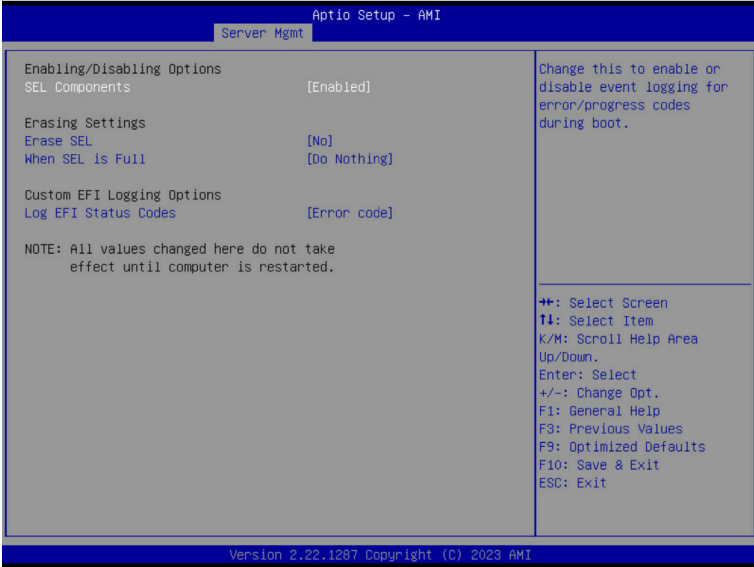 Aptio Setup - AMI
Server Mgmt
Enabling/Disabling Options
SEL Components [Enabled]
Erasing Settings
Erase SEL [No]
When SEL is Full [Do Nothing]
Custom EFI Logging Options
Log EFI Status Codes [Error code]
NOTE: All values changed here do not take
effect until computer is restarted.
Change this to enable or
disable event logging for
error/progress codes
during boot.
→←: Select Screen
↑↓: Select Item
K/M: Scroll Help Area
Up/Down.
Enter: Select
+/-: Change Opt.
F1: General Help
F3: Previous Values
F9: Optimized Defaults
F10: Save & Exit
ESC: Exit
Version 2.22.1287 Copyright (C) 2023 AMI